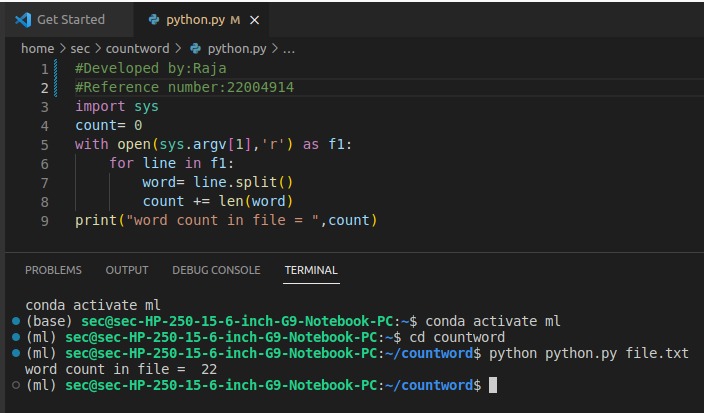 Get Started
python.py M ×
home > sec > countword > python.py > ...
1 #Developed by:Raja
2 #Reference number:22004914
3 import sys
4 count= 0
5 with open(sys.argv[1],'r') as f1:
6     for line in f1:
7         word= line.split()
8         count += len(word)
9 print("word count in file = ",count)
PROBLEMS OUTPUT DEBUG CONSOLE TERMINAL
conda activate ml
(base) sec@sec-HP-250-15-6-inch-G9-Notebook-PC:~$ conda activate ml
(ml) sec@sec-HP-250-15-6-inch-G9-Notebook-PC:~$ cd countword
(ml) sec@sec-HP-250-15-6-inch-G9-Notebook-PC:~/countword$ python python.py file.txt
word count in file =  22
(ml) sec@sec-HP-250-15-6-inch-G9-Notebook-PC:~/countword$